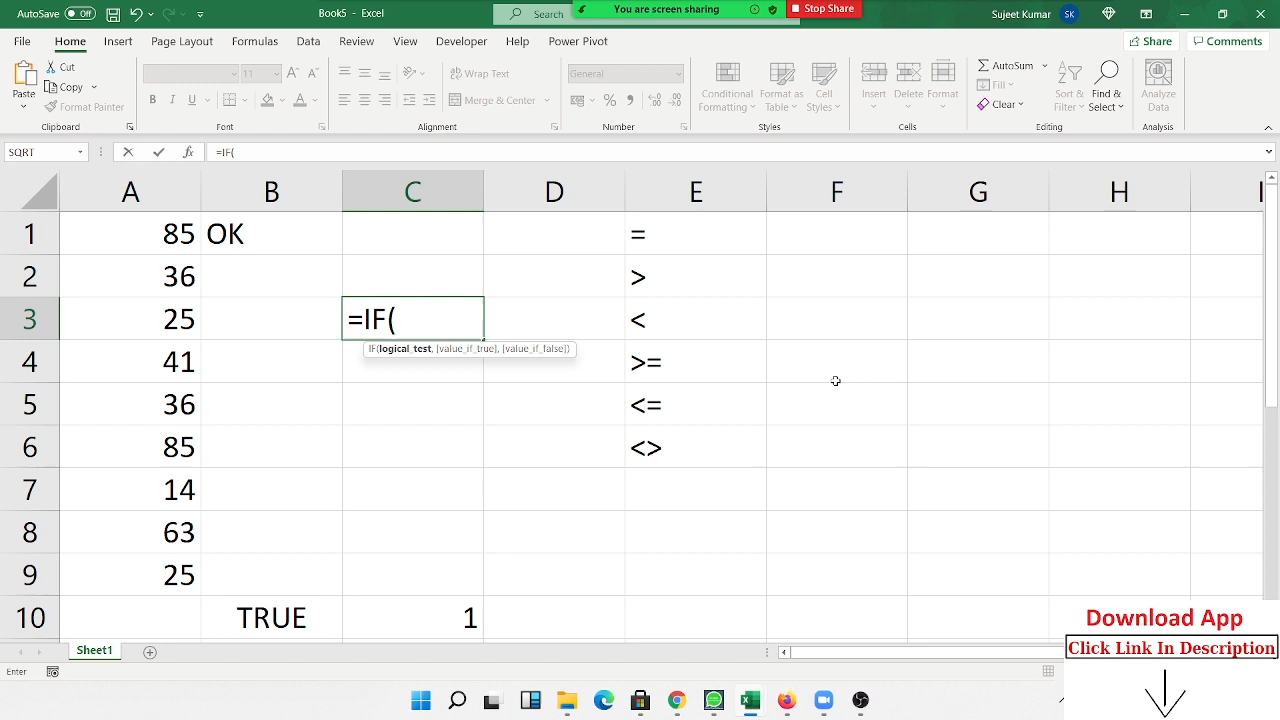 AutoSave Off
Book5 - Excel
Search
You are screen sharing
Stop Share
Sujeet Kumar SK
File Home Insert Page Layout Formulas Data Review View Developer Help Power Pivot
Share Comments
Paste
Cut
Copy
Format Painter
Clipboard
11
B I U
Font
Wrap Text
Merge & Center
Alignment
General
Number
Conditional Formatting
Format as Table
Cell Styles
Styles
Insert Delete Format
Cells
AutoSum
Fill
Clear
Sort & Filter
Find & Select
Editing
Analyze Data
Analysis
SQRT
fx
=IF(
A B C D E F G H I
1 85 OK =
2 36 >
3 25 =IF( <
IF(logical_test, [value_if_true], [value_if_false])
4 41 >=
5 36 <=
6 85 <>
7 14
8 63
9 25
10 TRUE 1
Sheet1
Enter
Download App
Click Link In Description